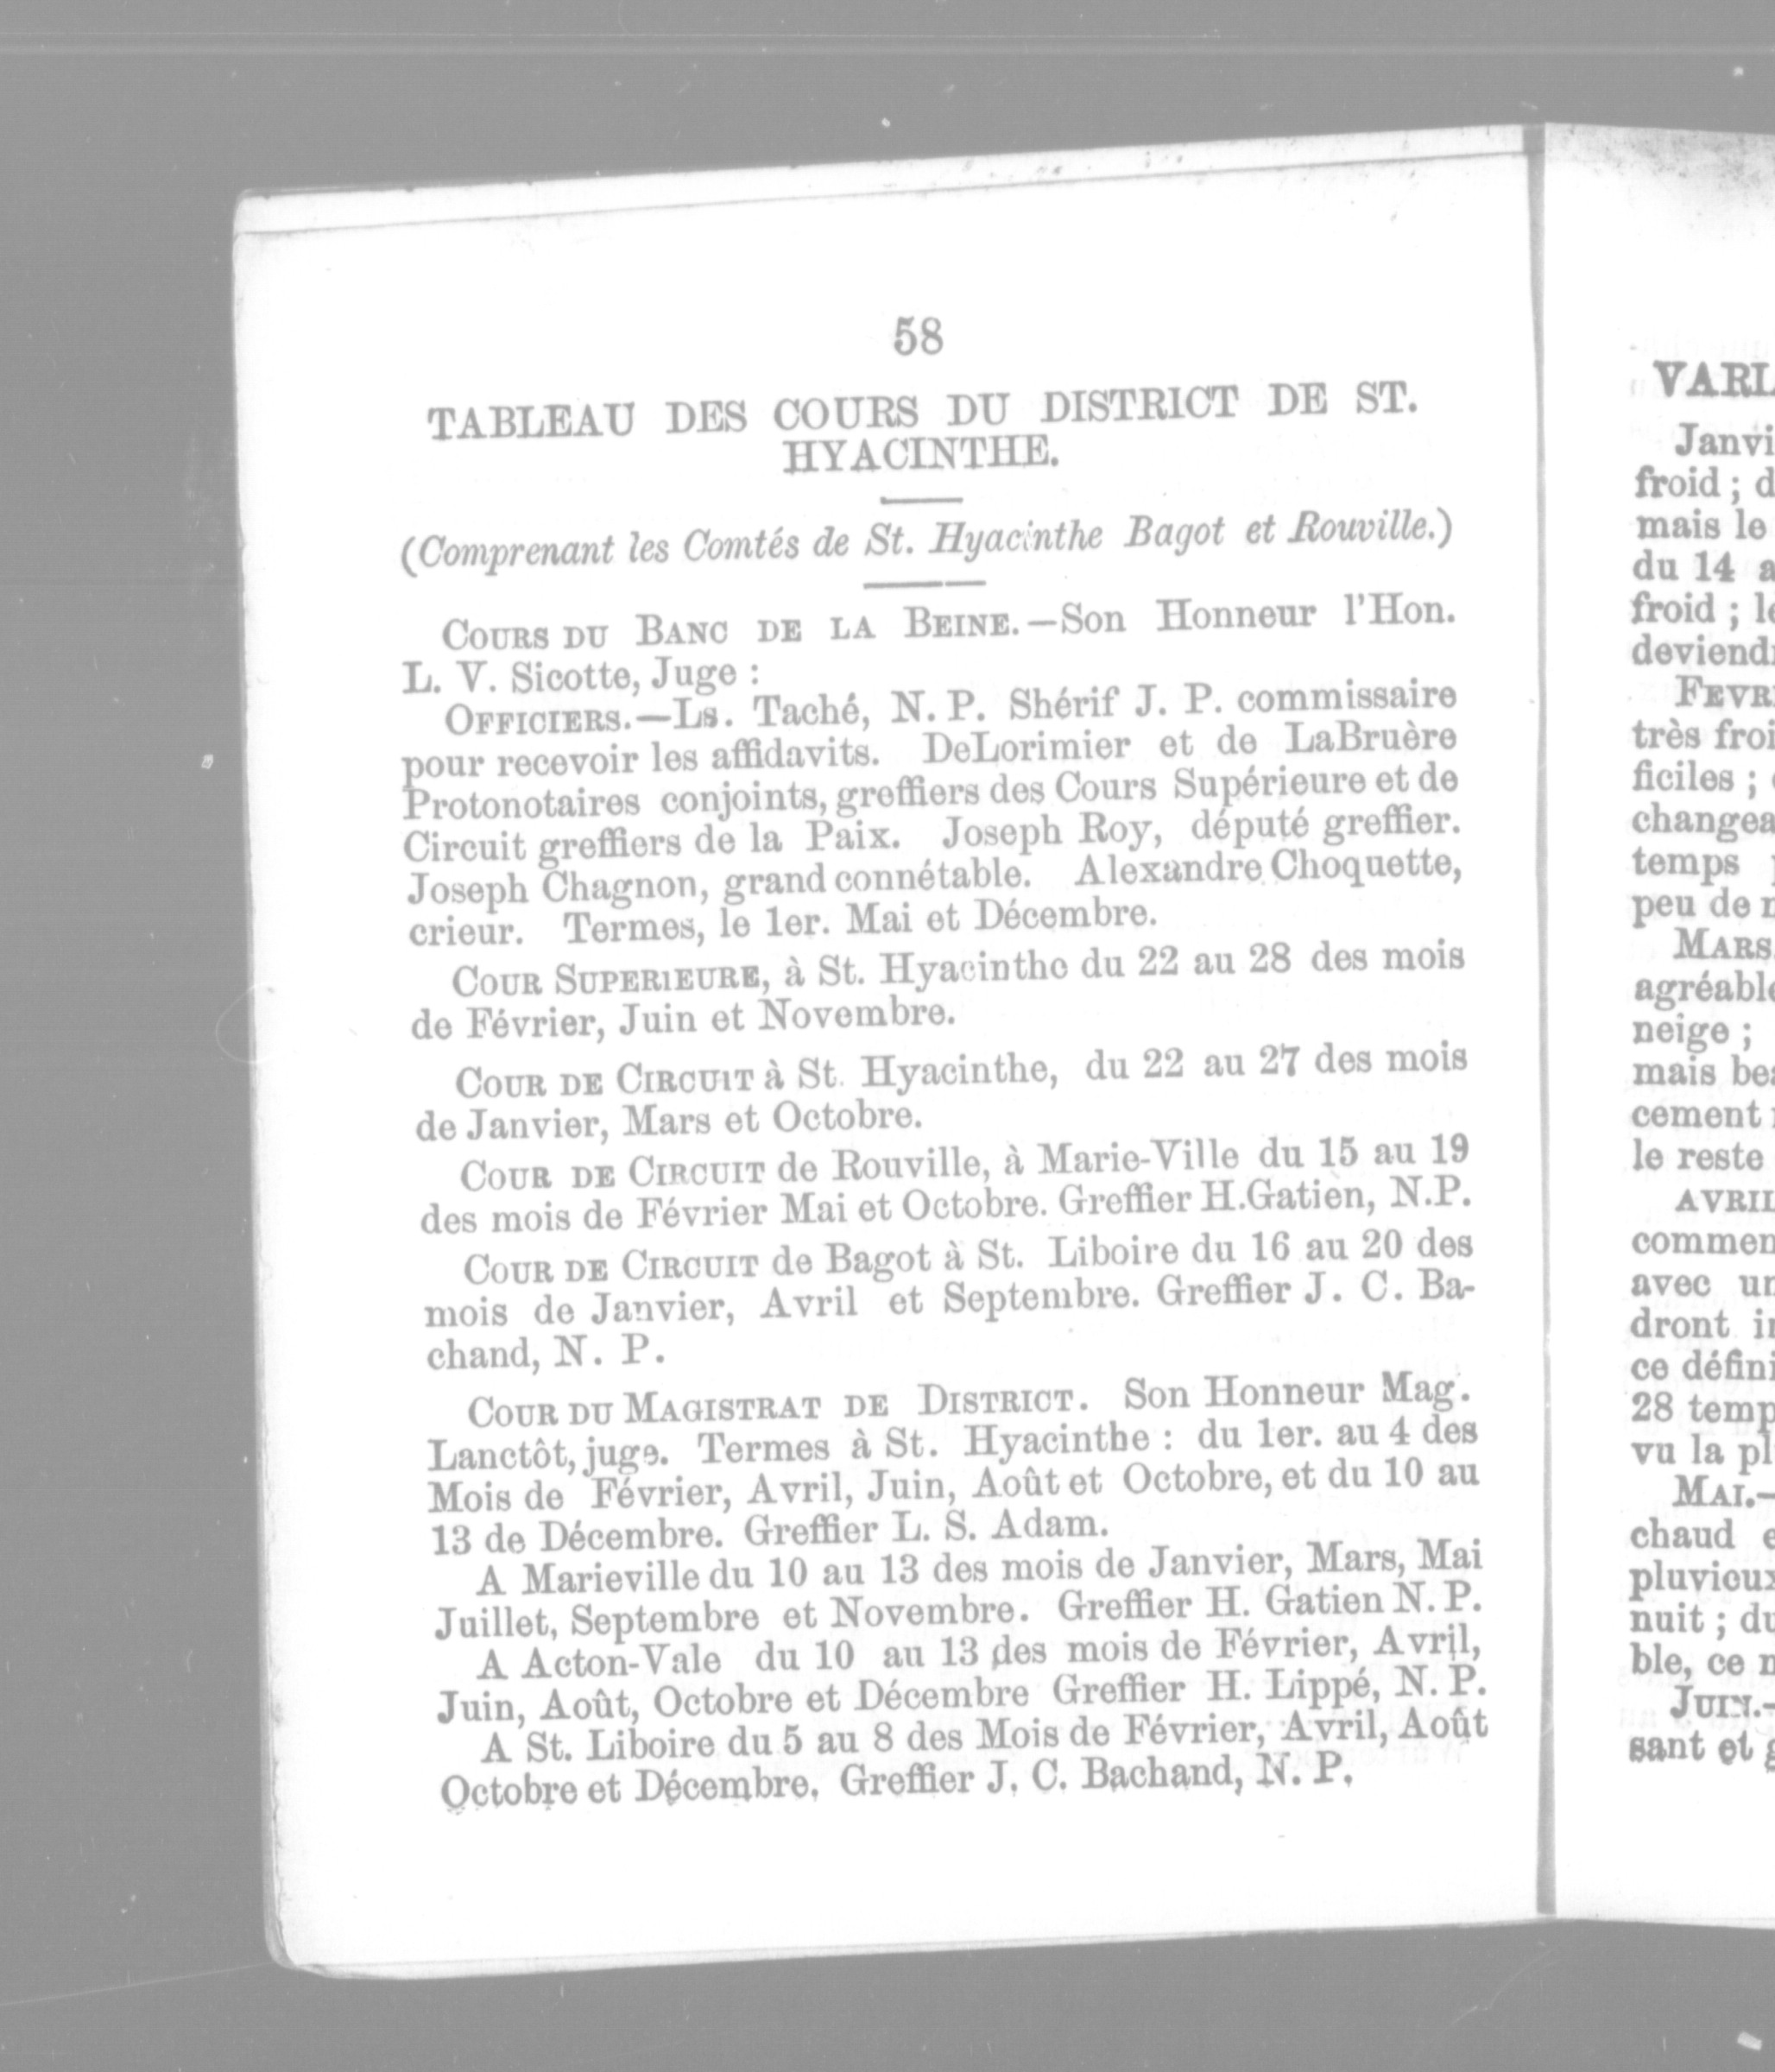 58
TABLEAU DES COURS DU DISTRICT DE ST.
HYACINTHE.
(Comprenant les Comtés de St. Hyacinthe Bagot et Rouville.)
COURS DU BANC DE LA BEINE.—Son Honneur l'Hon.
L. V. Sicotte, Juge :
OFFICIERS.—Ls. Taché, N. P. Shérif J. P. commissaire
pour recevoir les affidavits. DeLorimier et de LaBruère
Protonotaires conjoints, greffiers des Cours Supérieure et de
Circuit greffiers de la Paix. Joseph Roy, député greffier.
Joseph Chagnon, grand connétable. Alexandre Choquette,
crieur. Termes, le 1er. Mai et Décembre.
COUR SUPERIEURE, à St. Hyacinthe du 22 au 28 des mois
de Février, Juin et Novembre.
COUR DE CIRCUIT à St. Hyacinthe, du 22 au 27 des mois
de Janvier, Mars et Octobre.
COUR DE CIRCUIT de Rouville, à Marie-Ville du 15 au 19
des mois de Février Mai et Octobre. Greffier H.Gatien, N.P.
COUR DE CIRCUIT de Bagot à St. Liboire du 16 au 20 des
mois de Janvier, Avril et Septembre. Greffier J. C. Ba-
chand, N. P.
COUR DU MAGISTRAT DE DISTRICT. Son Honneur Mag.
Lanctôt, juge. Termes à St. Hyacinthe : du 1er. au 4 des
Mois de Février, Avril, Juin, Août et Octobre, et du 10 au
13 de Décembre. Greffier L. S. Adam.
A Marieville du 10 au 13 des mois de Janvier, Mars, Mai
Juillet, Septembre et Novembre. Greffier H. Gatien N. P.
A Acton-Vale du 10 au 13 des mois de Février, Avril,
Juin, Août, Octobre et Décembre Greffier H. Lippé, N. P.
A St. Liboire du 5 au 8 des Mois de Février, Avril, Août
Octobre et Décembre. Greffier J. C. Bachand, N. P.
VARI
Janvi
froid ; d
mais le
du 14 a
froid ; le
deviend
FEVR
très froi
ficiles ;
changea
temps
peu de
MARS.
agréable
neige ;
mais bea
cement
le reste
AVRIL
commen
avec un
dront in
ce défini
28 temp
vu la pl
MAI.—
chaud e
pluvieux
nuit ; du
ble, ce
JUIN.—
sant et g